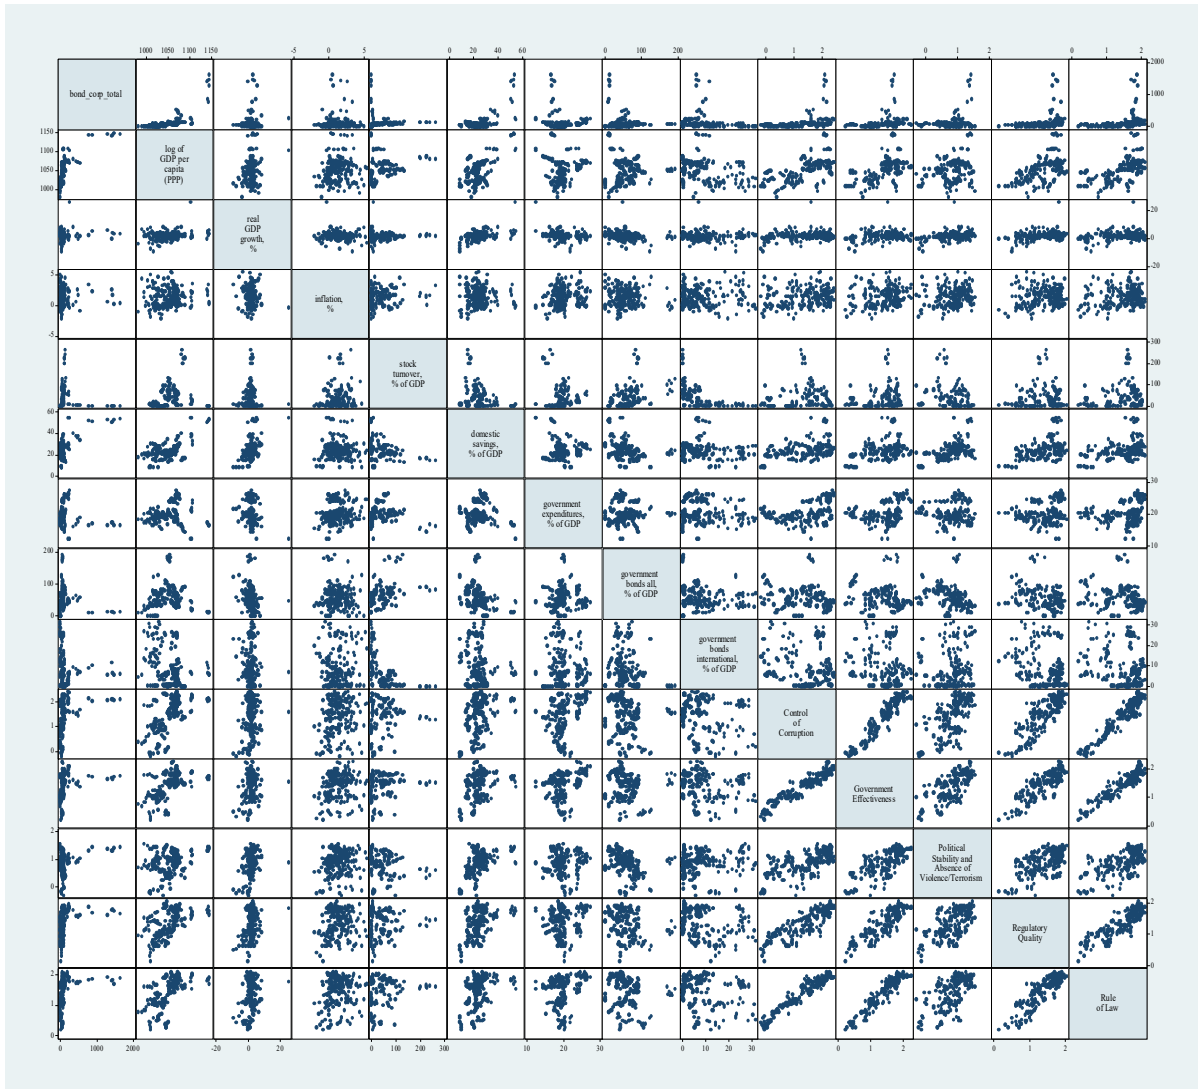 1000 1050 1100 1150 -5 0 5 0 20 40 60 0 100 200 0 1 2 0 1 2 0 1 2
bond_corp_total
2000
1000
0
1150
1100
1050
1000
log of
GDP per
capita
(PPP)
real
GDP
growth,
%
20
0
-20
5
0
-5
inflation,
%
stock
turnover,
% of GDP
300
200
100
0
60
40
20
0
domestic
savings,
% of GDP
government
expenditures,
% of GDP
30
20
10
200
100
0
government
bonds all,
% of GDP
government
bonds
international,
% of GDP
30
20
10
0
2
1
0
Control
of
Corruption
Government
Effectiveness
2
1
0
2
1
0
Political
Stability and
Absence of
Violence/Terrorism
Regulatory
Quality
2
1
0
2
1
0
Rule
of Law
0 1000 2000 -20 0 20 0 100 200 300 10 20 30 0 10 20 30 0 1 2 0 1 2